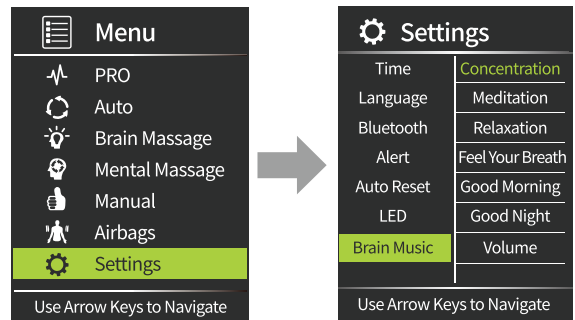 Menu
PRO
Auto
Brain Massage
Mental Massage
Manual
Airbags
Settings
Use Arrow Keys to Navigate
Settings
Time
Language
Bluetooth
Alert
Auto Reset
LED
Brain Music
Concentration
Meditation
Relaxation
Feel Your Breath
Good Morning
Good Night
Volume
Use Arrow Keys to Navigate